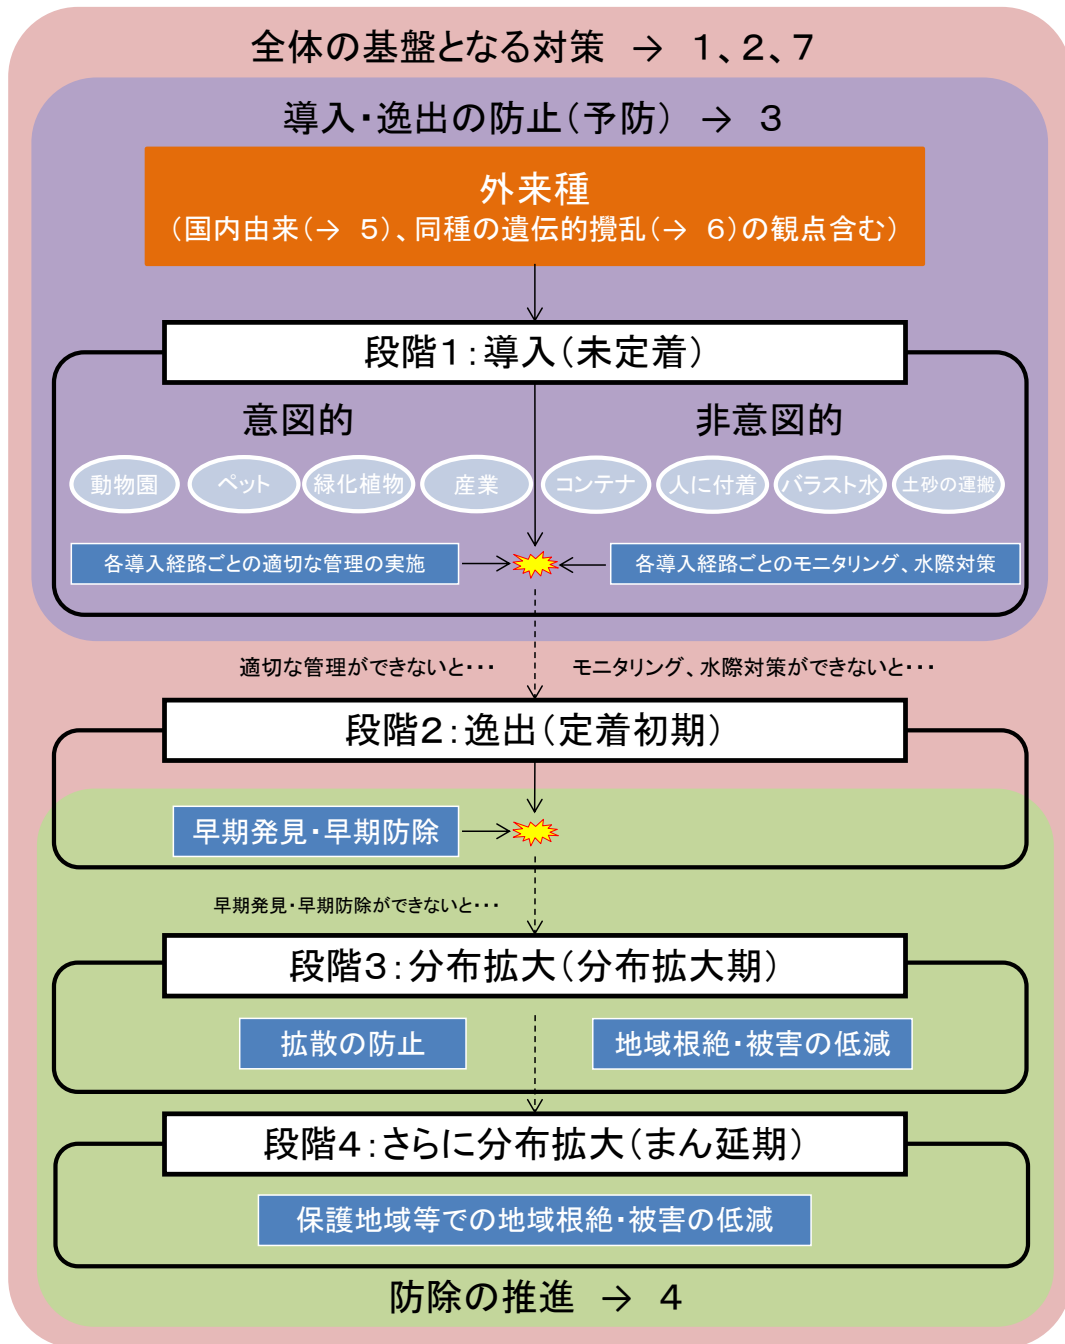 全体の基盤となる対策 → 1、2、7
導入・逸出の防止（予防） → 3
外来種
（国内由来（→ 5）、同種の遺伝的攪乱（→ 6）の観点含む）
段階1：導入（未定着）
意図的
非意図的
動物園
ペット
緑化植物
産業
コンテナ
人に付着
バラスト水
土砂の運搬
各導入経路ごとの適切な管理の実施
各導入経路ごとのモニタリング、水際対策
適切な管理ができないと・・・
モニタリング、水際対策ができないと・・・
段階2：逸出（定着初期）
早期発見・早期防除
早期発見・早期防除ができないと・・・
段階3：分布拡大（分布拡大期）
拡散の防止
地域根絶・被害の低減
段階4：さらに分布拡大（まん延期）
保護地域等での地域根絶・被害の低減
防除の推進 → 4